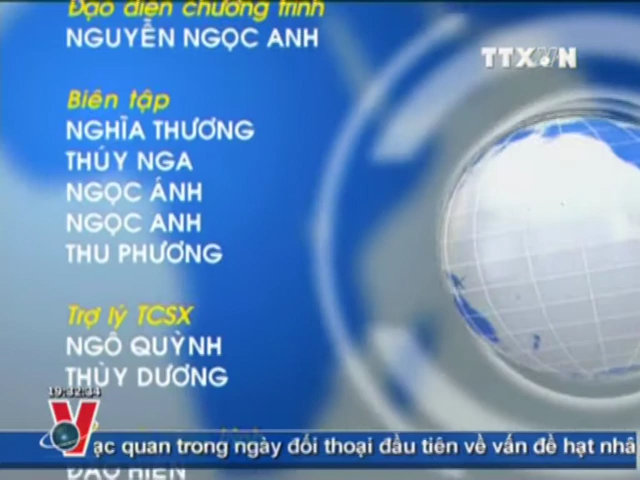 Đạo diễn chương trình
NGUYỄN NGỌC ANH
TTXVN
Biên tập
NGHĨA THƯƠNG
THÚY NGA
NGỌC ÁNH
NGỌC ANH
THU PHƯƠNG
Trợ lý TCSX
NGÔ QUỲNH
THÙY DƯƠNG
19:32:34
V
ạc quan trong ngày đối thoại đầu tiên về vấn đề hạt nhâ
ĐÀO HIỀN